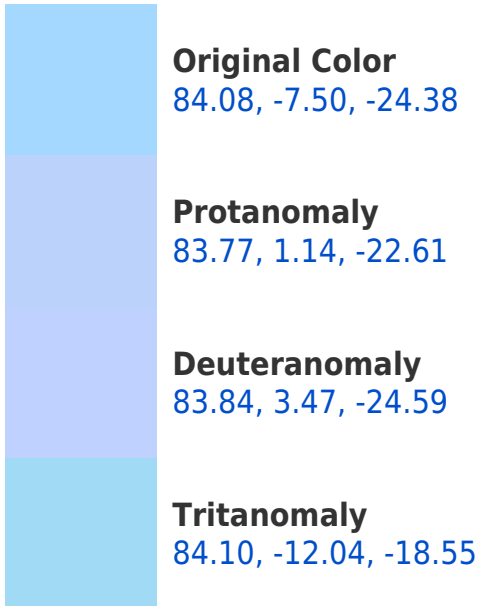 Original Color
84.08, -7.50, -24.38
Protanomaly
83.77, 1.14, -22.61
Deuteranomaly
83.84, 3.47, -24.59
Tritanomaly
84.10, -12.04, -18.55